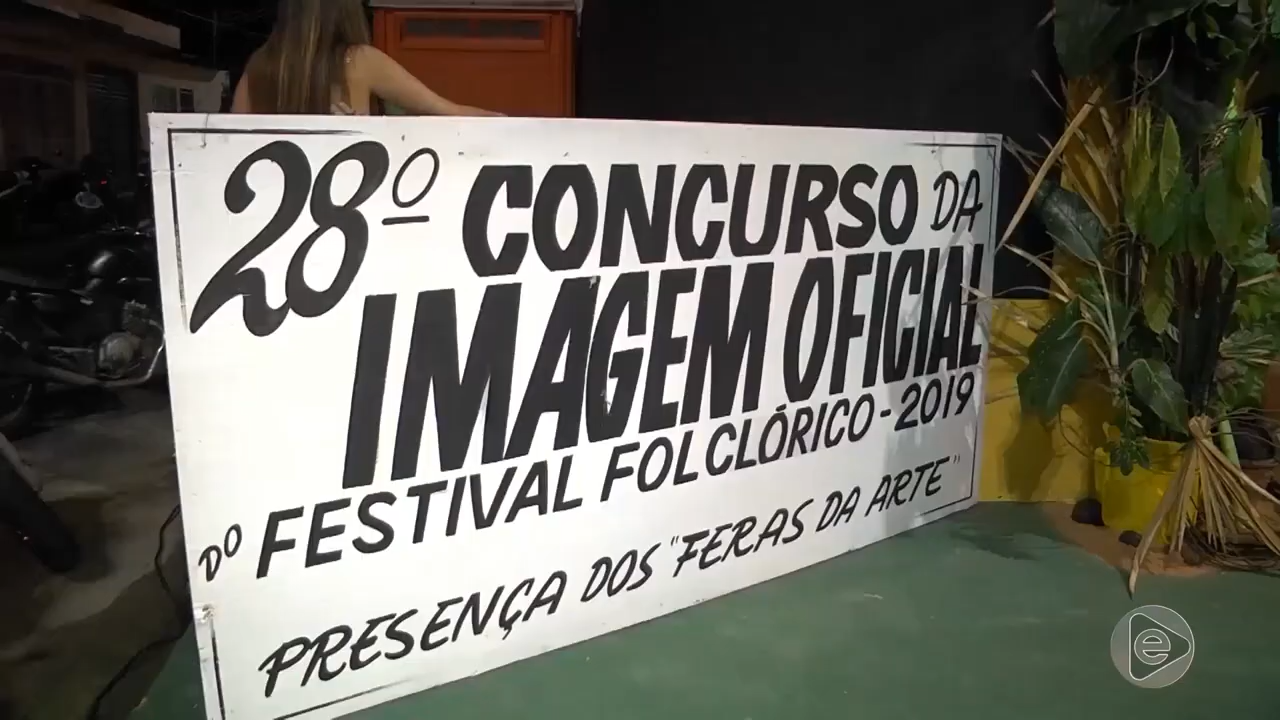 28º CONCURSO DA
IMAGEM OFICIAL
DO FESTIVAL FOLCLÓRICO - 2019
PRESENÇA DOS "FERAS DA ARTE"
e